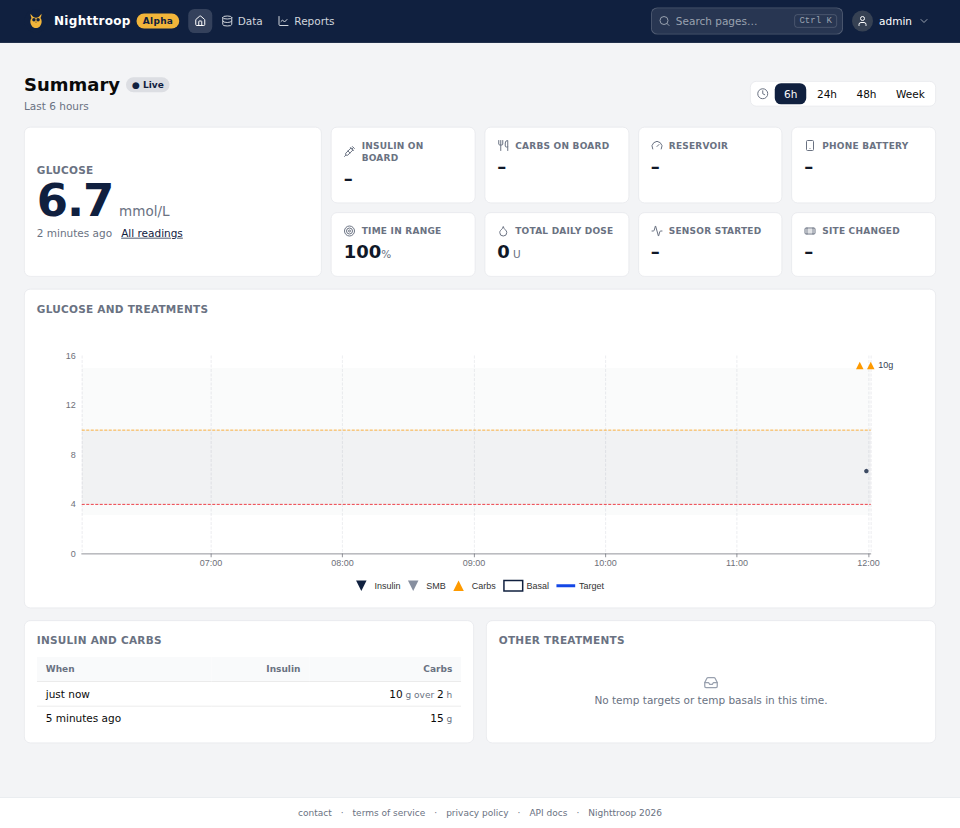 Nighttroop Alpha Data Reports Search pages... Ctrl K admin
Summary ● Live
Last 6 hours
6h 24h 48h Week
GLUCOSE
6.7 mmol/L
2 minutes ago All readings
INSULIN ON BOARD
–
CARBS ON BOARD
–
RESERVOIR
–
PHONE BATTERY
–
TIME IN RANGE
100%
TOTAL DAILY DOSE
0 U
SENSOR STARTED
–
SITE CHANGED
–
GLUCOSE AND TREATMENTS
16
10g
12
8
4
0
07:00 08:00 09:00 10:00 11:00 12:00
Insulin SMB Carbs Basal Target
INSULIN AND CARBS
When Insulin Carbs
just now 10 g over 2 h
5 minutes ago 15 g
OTHER TREATMENTS
No temp targets or temp basals in this time.
contact · terms of service · privacy policy · API docs · Nighttroop 2026